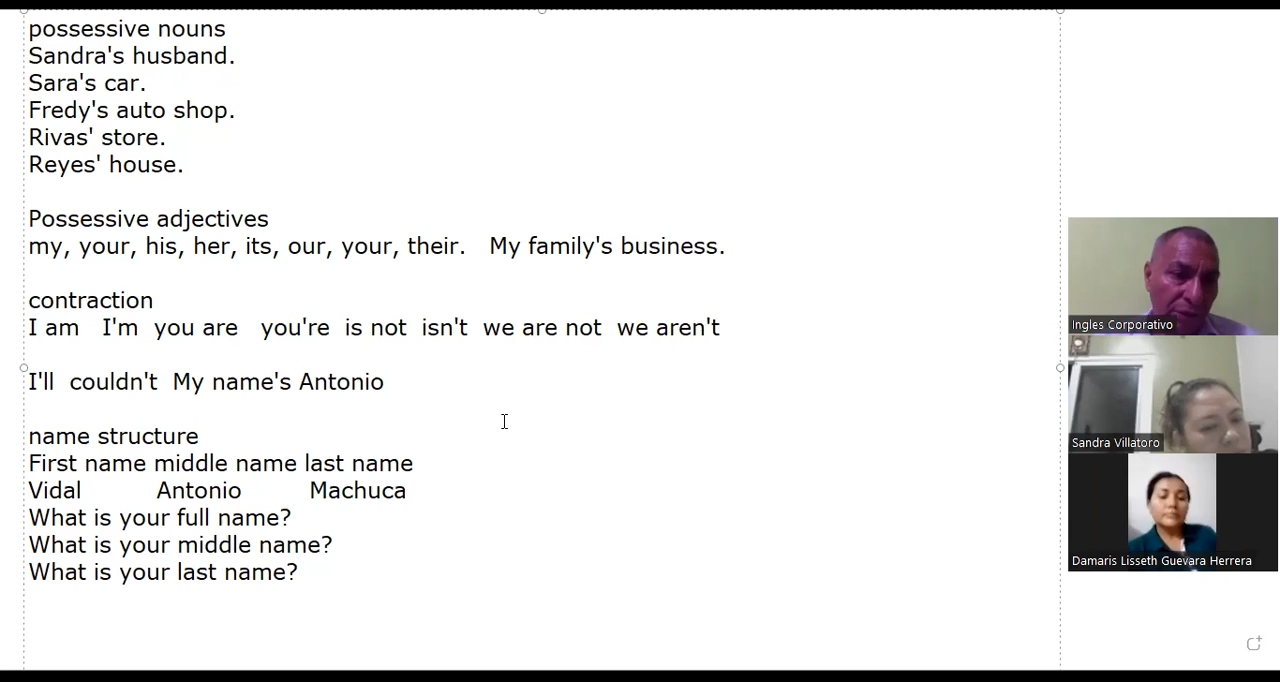 possessive nouns
Sandra's husband.
Sara's car.
Fredy's auto shop.
Rivas' store.
Reyes' house.
Possessive adjectives
my, your, his, her, its, our, your, their.   My family's business.
contraction
I am   I'm  you are   you're  is not  isn't  we are not  we aren't
I'll  couldn't  My name's Antonio
name structure
First name middle name last name
Vidal          Antonio         Machuca
What is your full name?
What is your middle name?
What is your last name?
Ingles Corporativo
Sandra Villatoro
Damaris Lisseth Guevara Herrera